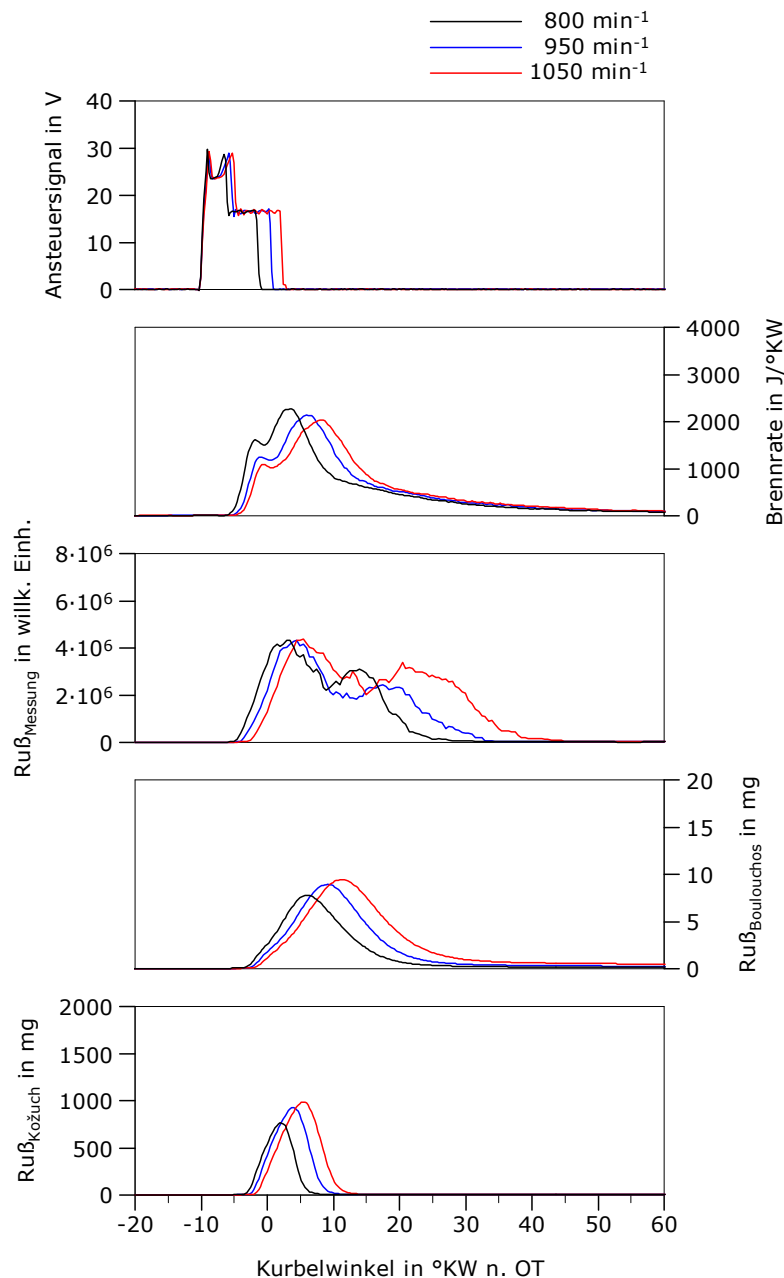 800 min⁻¹
950 min⁻¹
1050 min⁻¹
Ansteuersignal in V
40
30
20
10
0
Brennrate in J/°KW
4000
3000
2000
1000
0
Ruß_Messung in willk. Einh.
8·10⁶
6·10⁶
4·10⁶
2·10⁶
0
Ruß_Boulouchos in mg
20
15
10
5
0
Ruß_Kožuch in mg
2000
1500
1000
500
0
-20 -10 0 10 20 30 40 50 60
Kurbelwinkel in °KW n. OT